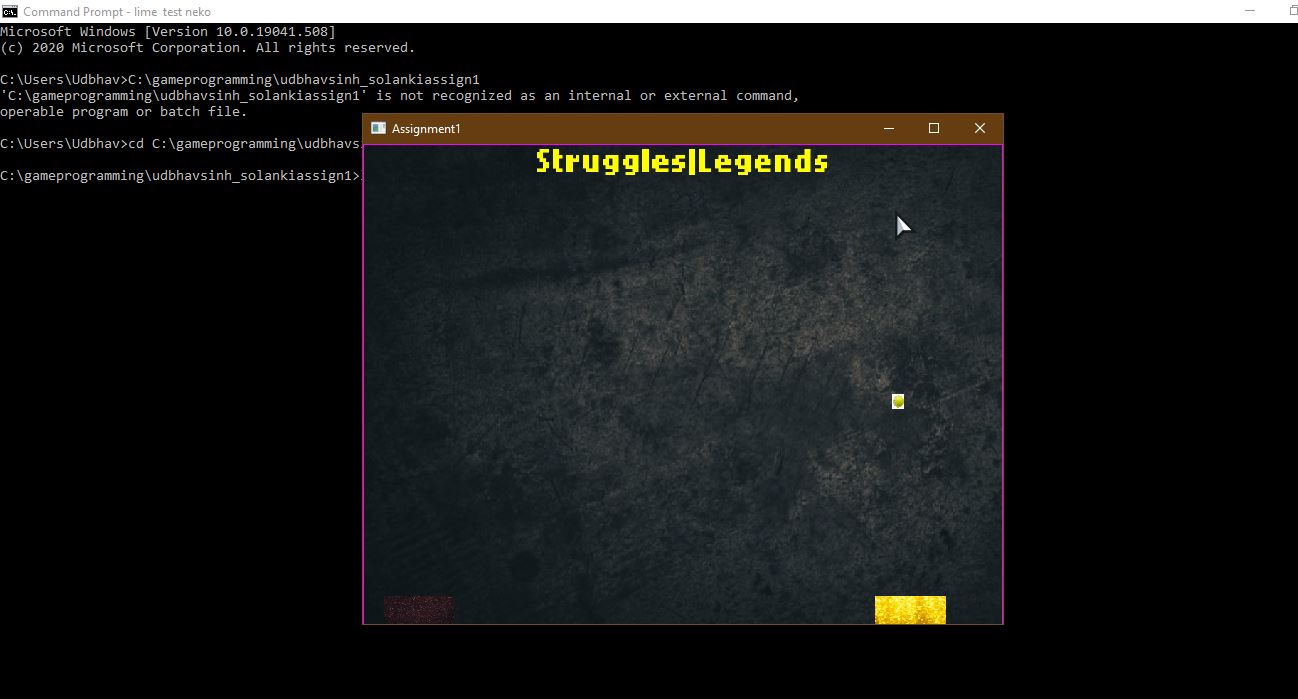 Command Prompt - lime  test neko
Microsoft Windows [Version 10.0.19041.508]
(c) 2020 Microsoft Corporation. All rights reserved.
C:\Users\Udbhav>C:\gameprogramming\udbhavsinh_solankiassign1
'C:\gameprogramming\udbhavsinh_solankiassign1' is not recognized as an internal or external command,
operable program or batch file.
C:\Users\Udbhav>cd C:\gameprogramming\udbhavs
C:\gameprogramming\udbhavsinh_solankiassign1>
Assignment1
Struggles|Legends